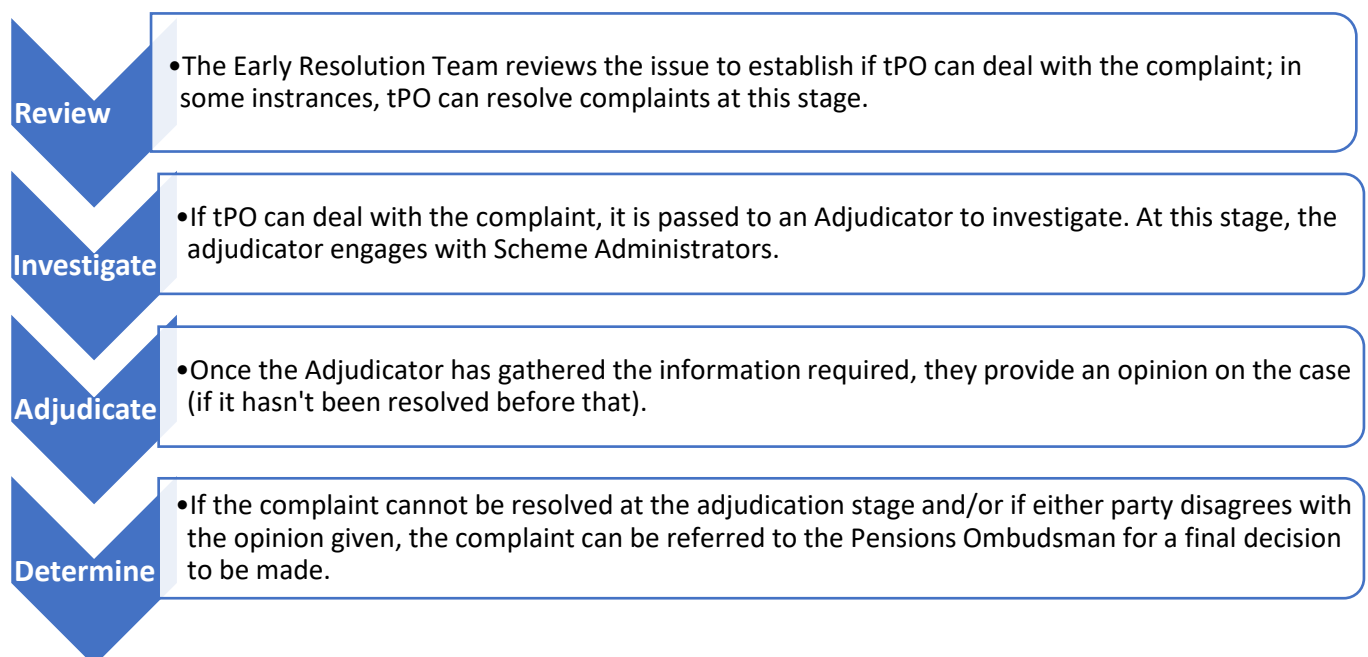 Review
•The Early Resolution Team reviews the issue to establish if tPO can deal with the complaint; in
some instrances, tPO can resolve complaints at this stage.
Investigate
•If tPO can deal with the complaint, it is passed to an Adjudicator to investigate. At this stage, the
adjudicator engages with Scheme Administrators.
Adjudicate
•Once the Adjudicator has gathered the information required, they provide an opinion on the case
(if it hasn't been resolved before that).
Determine
•If the complaint cannot be resolved at the adjudication stage and/or if either party disagrees with
the opinion given, the complaint can be referred to the Pensions Ombudsman for a final decision
to be made.